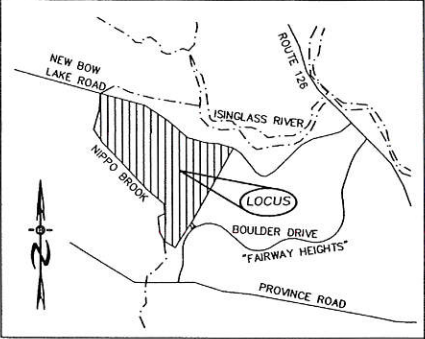 NEW BOW
LAKE ROAD
ROUTE 126
ISINGLASS RIVER
NIPPO BROOK
LOCUS
BOULDER DRIVE
"FAIRWAY HEIGHTS"
PROVINCE ROAD
N